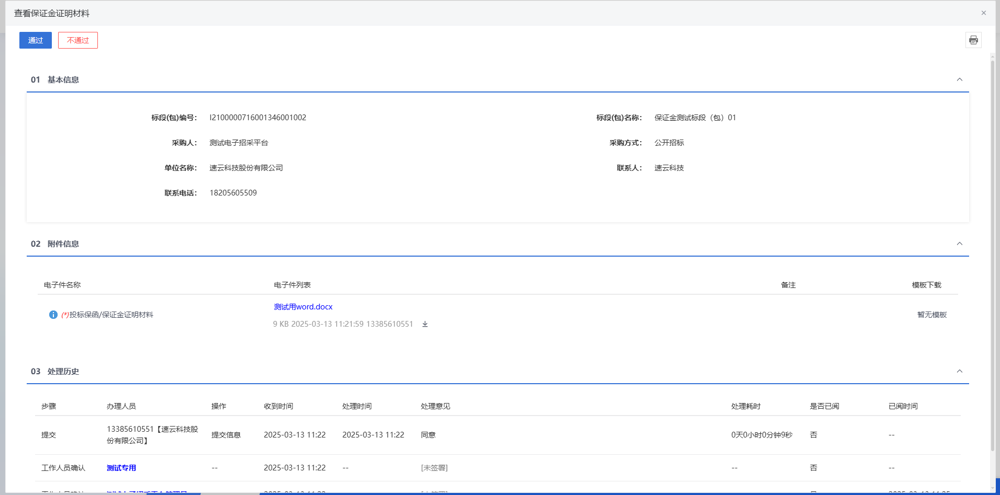 查看保证金证明材料
通过 不通过
01 基本信息
标段(包)编号： I2100000716001346001002 标段(包)名称： 保证金测试标段（包）01
采购人： 测试电子招采平台 采购方式： 公开招标
单位名称： 速云科技股份有限公司 联系人： 速云科技
联系电话： 18205605509
02 附件信息
电子件名称 电子件列表 备注 模板下载
(*)投标保函/保证金证明材料 测试用word.docx 暂无模板
9 KB 2025-03-13 11:21:59 13385610551
03 处理历史
步骤 办理人员 操作 收到时间 处理时间 处理意见 处理耗时 是否已阅 已阅时间
提交 13385610551【速云科技股份有限公司】 提交信息 2025-03-13 11:22 2025-03-13 11:22 同意 0天0小时0分钟9秒 否 --
工作人员确认 测试专用 -- 2025-03-13 11:22 -- [未签署] -- 否 --